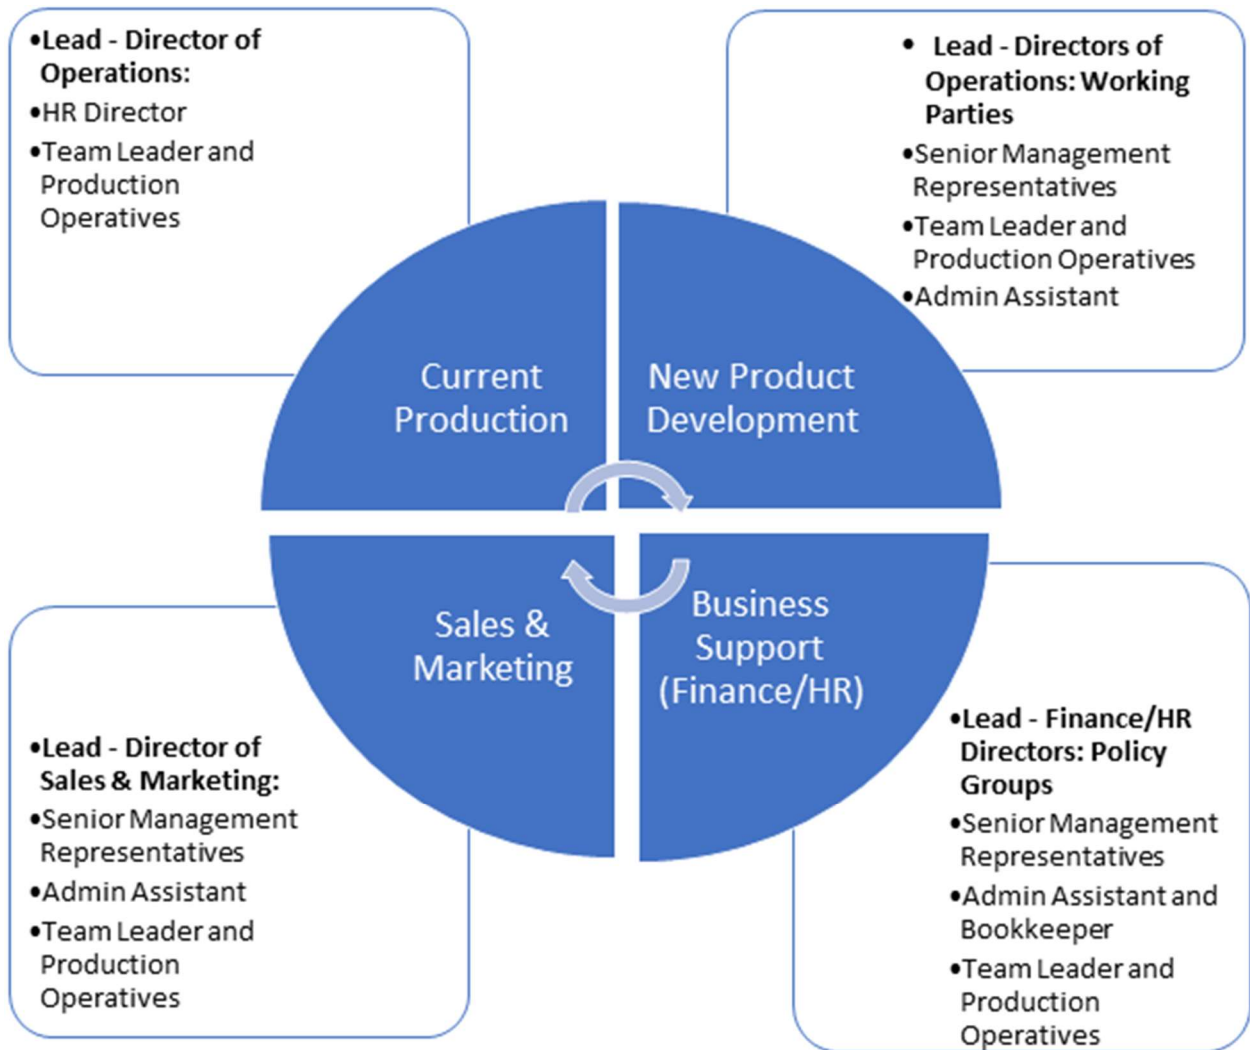 •Lead - Director of
Operations:
•HR Director
•Team Leader and
Production
Operatives
• Lead - Directors of
Operations: Working
Parties
•Senior Management
Representatives
•Team Leader and
Production Operatives
•Admin Assistant
Current
Production
New Product
Development
Sales &
Marketing
Business
Support
(Finance/HR)
•Lead - Director of
Sales & Marketing:
•Senior Management
Representatives
•Admin Assistant
•Team Leader and
Production
Operatives
•Lead - Finance/HR
Directors: Policy
Groups
•Senior Management
Representatives
•Admin Assistant and
Bookkeeper
•Team Leader and
Production
Operatives